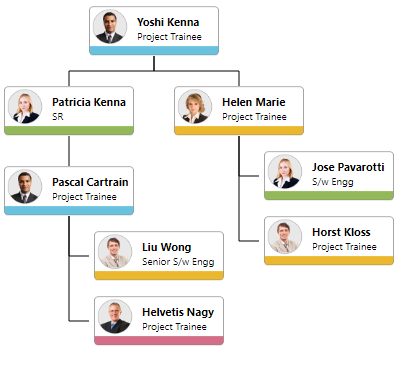 Yoshi Kenna
Project Trainee
Patricia Kenna
SR
Helen Marie
Project Trainee
Jose Pavarotti
S/w Engg
Pascal Cartrain
Project Trainee
Horst Kloss
Project Trainee
Liu Wong
Senior S/w Engg
Helvetis Nagy
Project Trainee